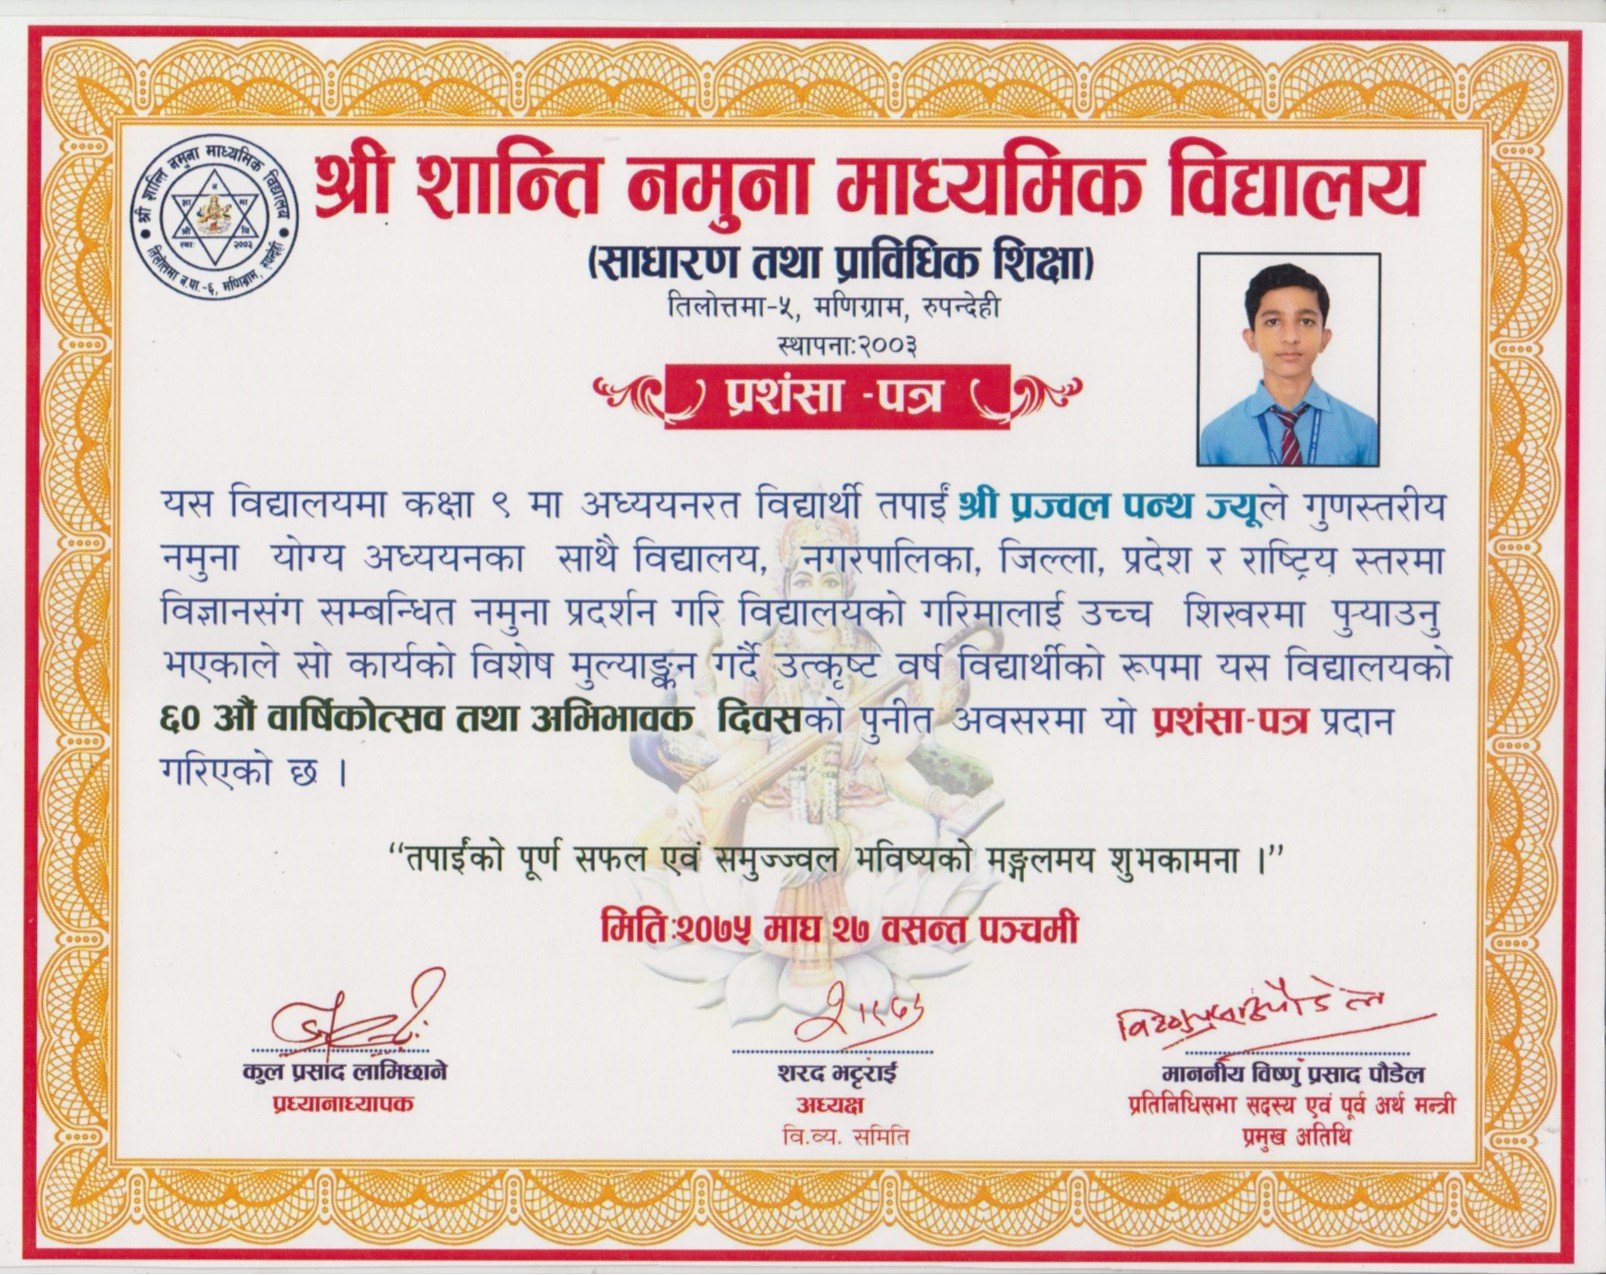 श्री शान्ति नमुना माध्यमिक विद्यालय
तिलोत्तमा न.पा.-६, मणिग्राम, रुपन्देही
न
शा
मा
श्री
वि
स्था:
२००३
श्री शान्ति नमुना माध्यमिक विद्यालय
(साधारण तथा प्राविधिक शिक्षा)
तिलोत्तमा-५, मणिग्राम, रुपन्देही
स्थापना:२००३
प्रशंसा -पत्र
यस विद्यालयमा कक्षा ९ मा अध्ययनरत विद्यार्थी तपाईं श्री प्रज्वल पन्थ ज्यूले गुणस्तरीय
नमुना योग्य अध्ययनका साथै विद्यालय, नगरपालिका, जिल्ला, प्रदेश र राष्ट्रिय स्तरमा
विज्ञानसंग सम्बन्धित नमुना प्रदर्शन गरि विद्यालयको गरिमालाई उच्च शिखरमा पुर्‍याउनु
भएकाले सो कार्यको विशेष मुल्याङ्कन गर्दै उत्कृष्ट वर्ष विद्यार्थीको रूपमा यस विद्यालयको
६० औं वार्षिकोत्सव तथा अभिभावक दिवसको पुनीत अवसरमा यो प्रशंसा-पत्र प्रदान
गरिएको छ ।
“तपाईंको पूर्ण सफल एवं समुज्ज्वल भविष्यको मङ्गलमय शुभकामना ।”
मिति:२०७५ माघ २७ वसन्त पञ्चमी
विष्णुप्रसाद पौडेल
कुल प्रसाद लामिछाने
प्रध्यानाध्यापक
शरद भट्टराई
अध्यक्ष
वि.व्य. समिति
माननीय विष्णु प्रसाद पौडेल
प्रतिनिधिसभा सदस्य एवं पूर्व अर्थ मन्त्री
प्रमुख अतिथि